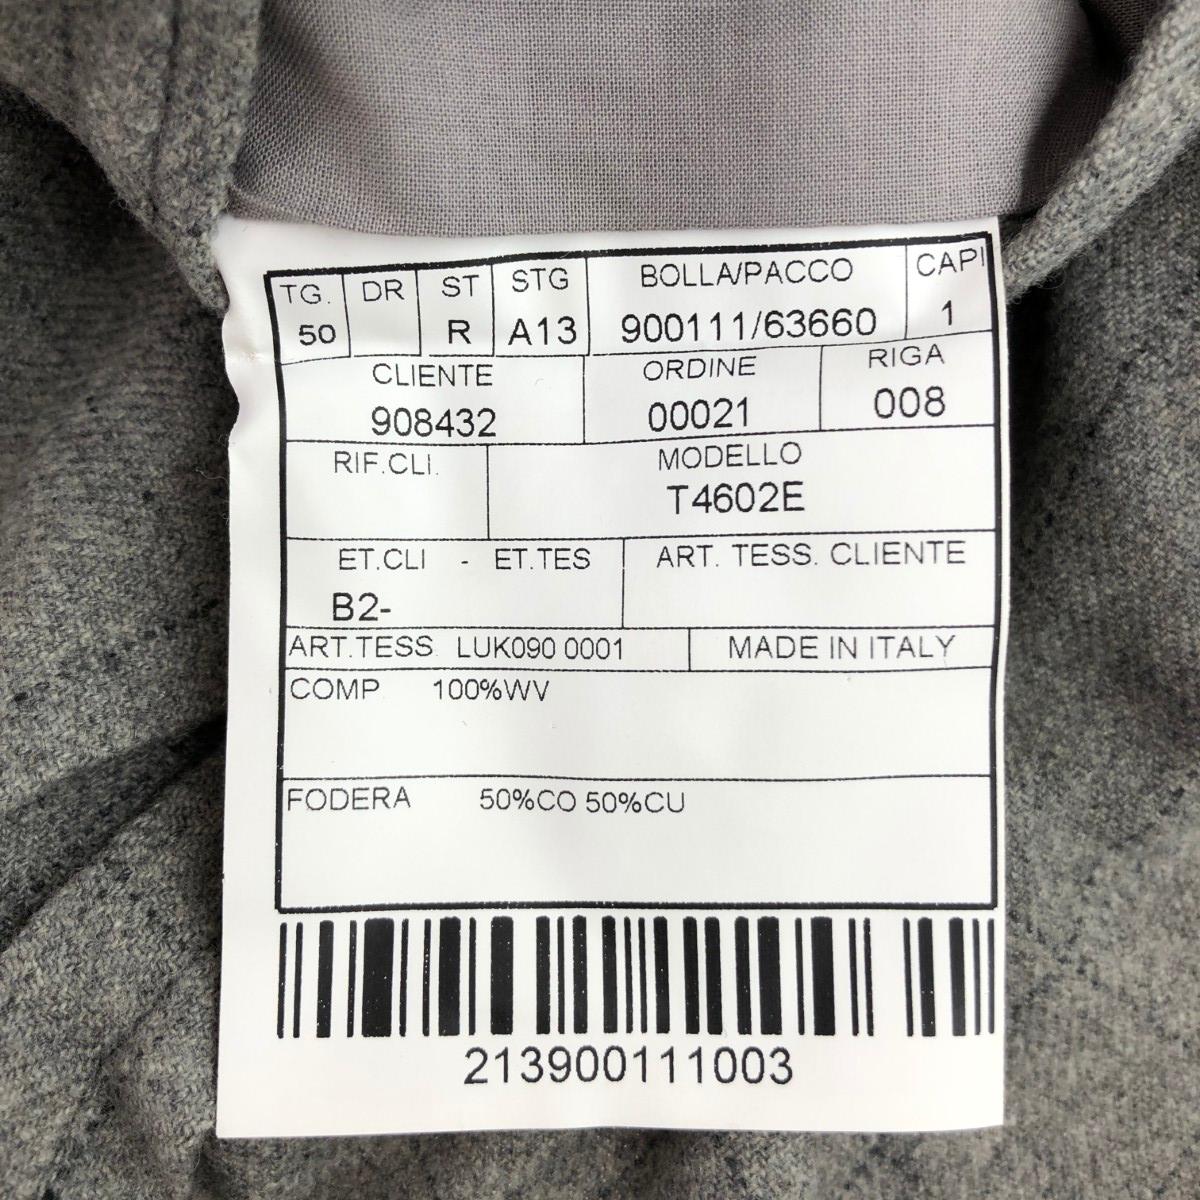 TG. DR ST STG BOLLA/PACCO CAPI
50 R A13 900111/63660 1
CLIENTE ORDINE RIGA
908432 00021 008
RIF.CLI. MODELLO
T4602E
ET.CLI - ET.TES ART. TESS. CLIENTE
B2-
ART.TESS. LUK090 0001 MADE IN ITALY
COMP. 100%WV
FODERA 50%CO 50%CU
213900111003